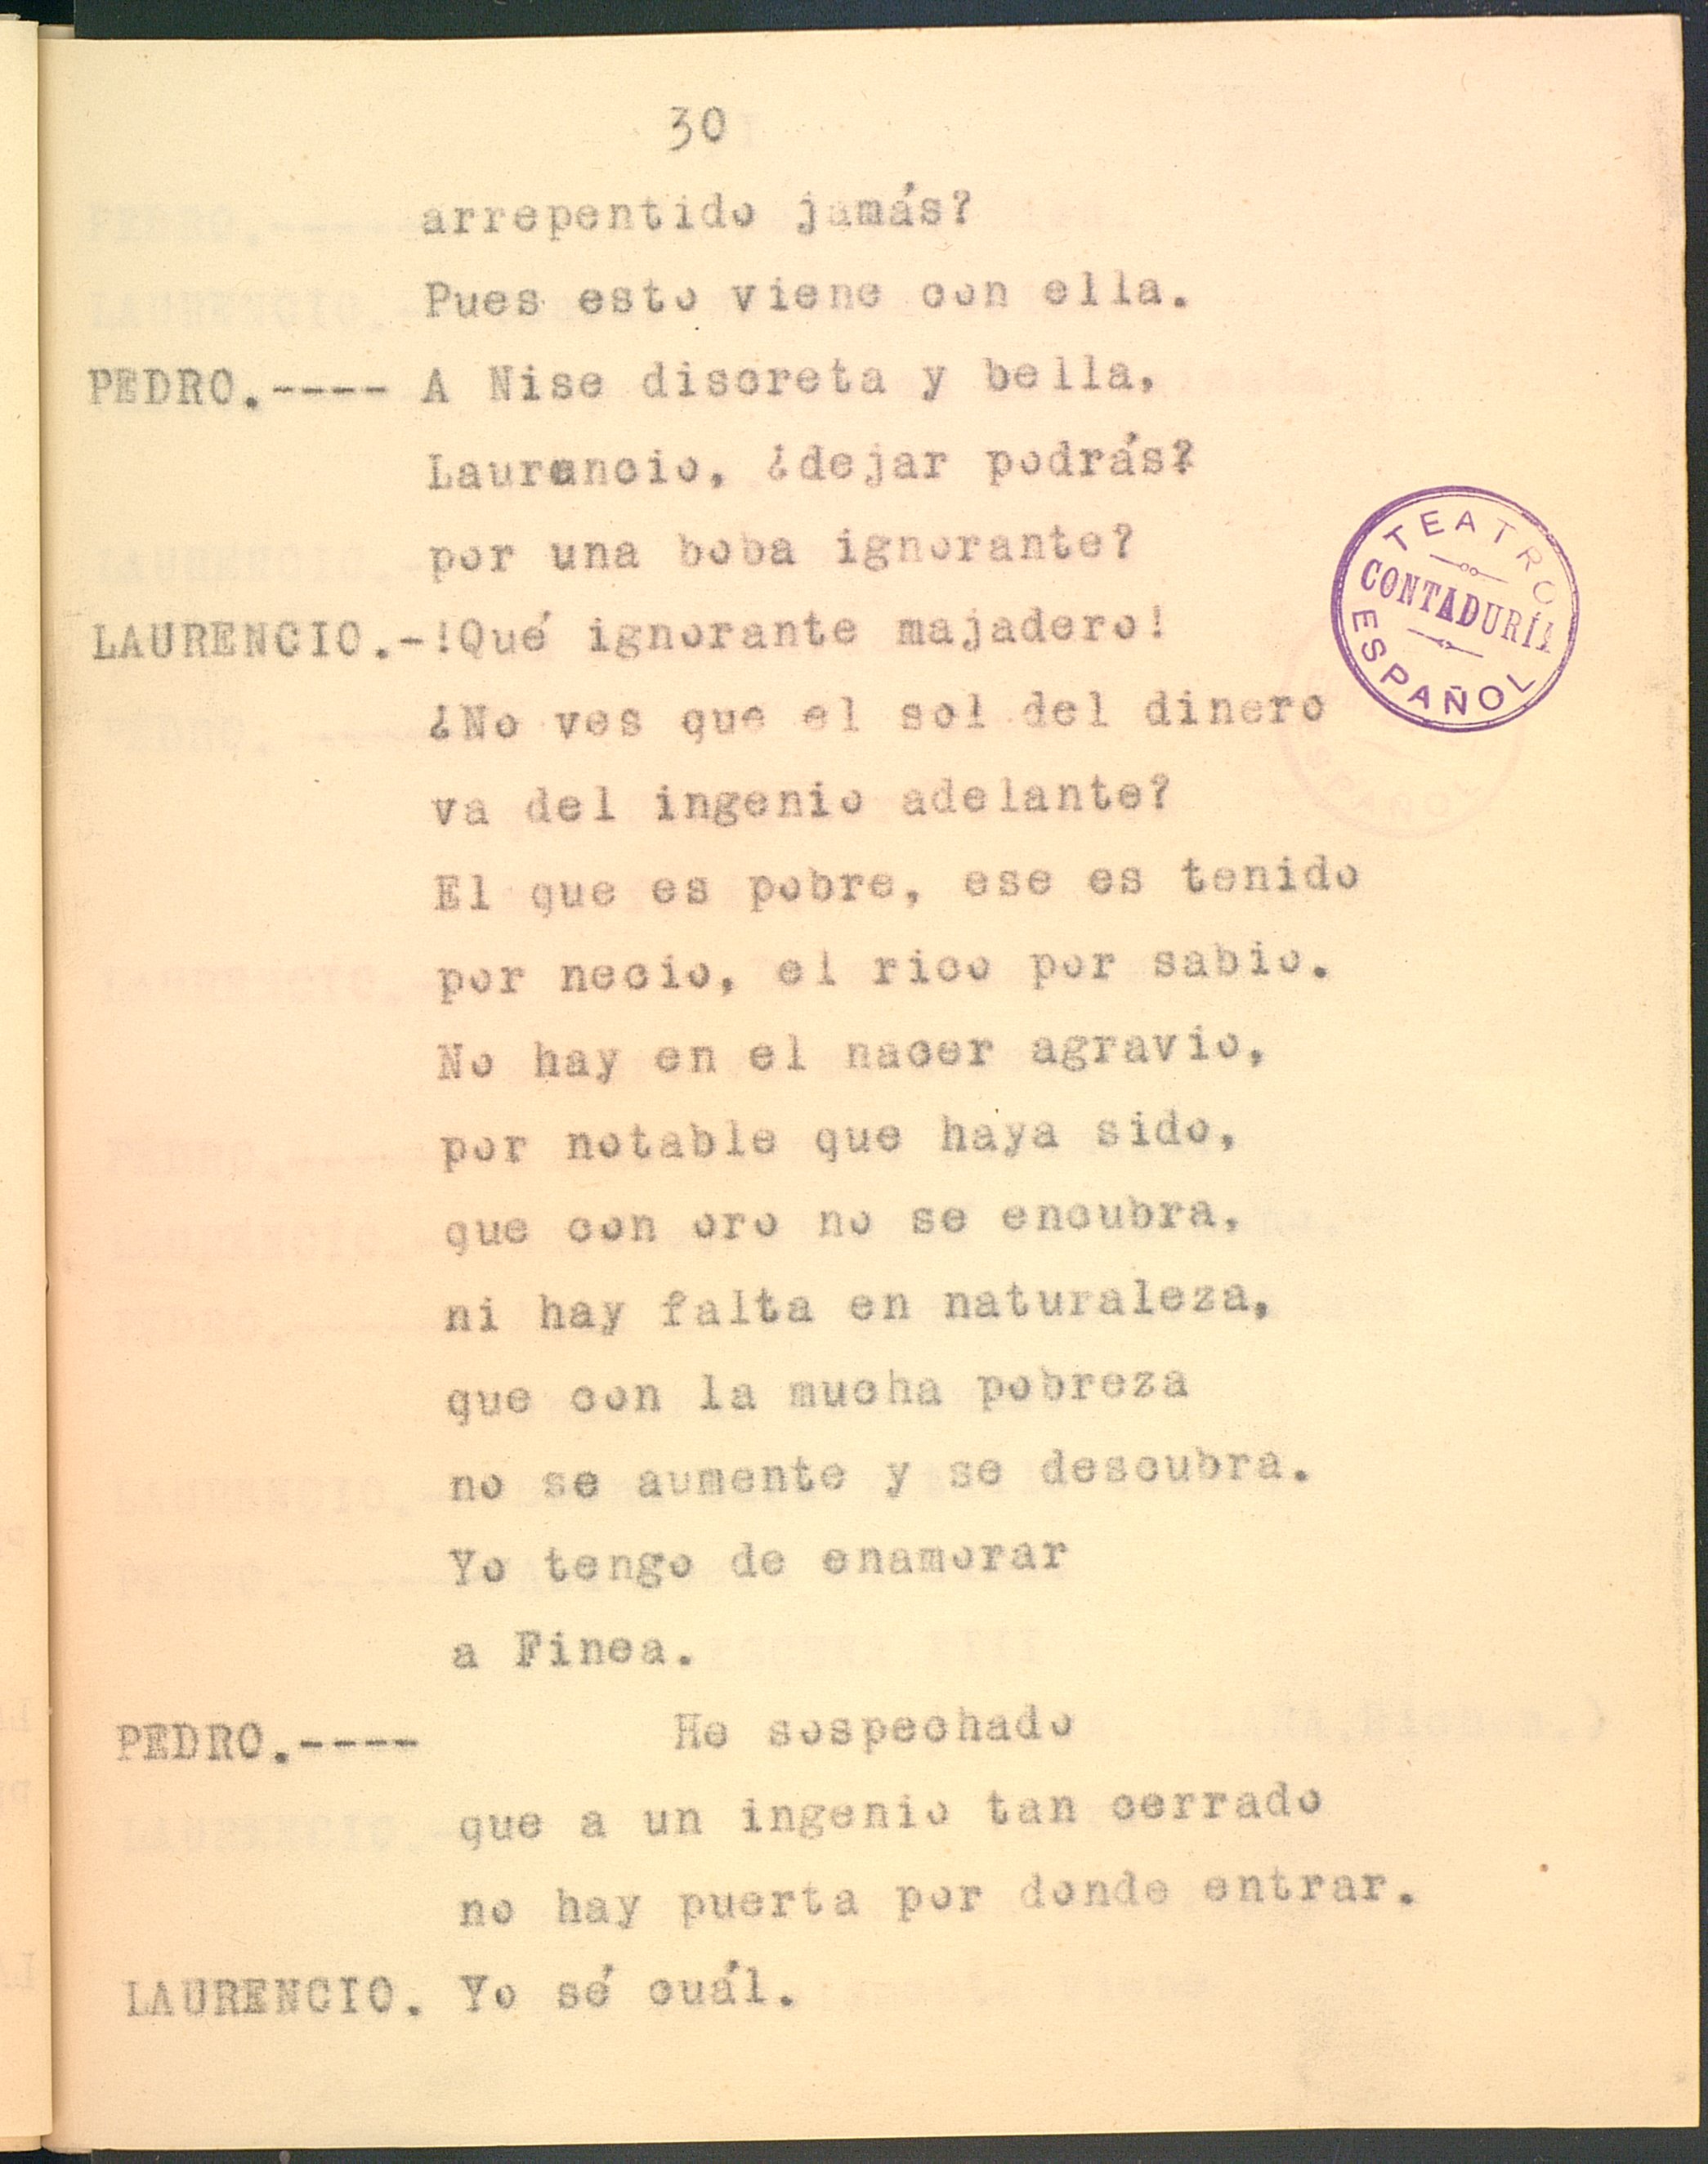 30
arrepentido jamás?
Pues esto viene con ella.
PEDRO.---- A Nise discreta y bella,
Laurencio, ¿dejar podrás?
por una boba ignorante?
LAURENCIO.-!Qué ignorante majadero!
¿No ves que el sol del dinero
va del ingenio adelante?
El que es pobre, ese es tenido
por necio, el rico por sabio.
No hay en el nacer agravio,
por notable que haya sido,
que con oro no se encubra,
ni hay falta en naturaleza,
que con la mucha pobreza
no se aumente y se descubra.
Yo tengo de enamorar
a Finea.
PEDRO.---- He sospechado
que a un ingenio tan cerrado
no hay puerta por donde entrar.
LAURENCIO. Yo sé cuál.
TEATRO
CONTADURÍA
ESPAÑOL